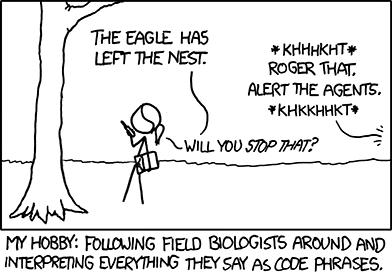 THE EAGLE HAS
LEFT THE NEST.
*KHHHKHT*
ROGER THAT.
ALERT THE AGENTS.
*KHKKHHKT*
WILL YOU STOP THAT?
MY HOBBY: FOLLOWING FIELD BIOLOGISTS AROUND AND
INTERPRETING EVERYTHING THEY SAY AS CODE PHRASES.